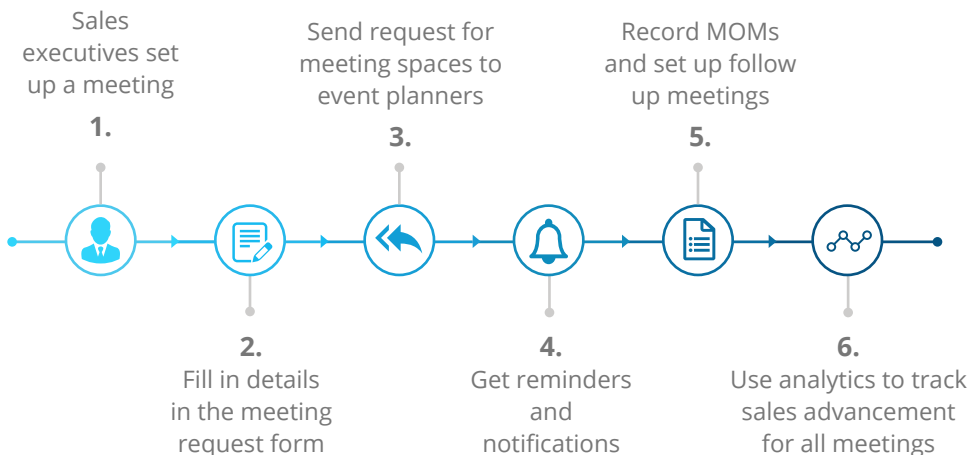 Sales
executives set
up a meeting
1.
2.
Fill in details
in the meeting
request form
Send request for
meeting spaces to
event planners
3.
4.
Get reminders
and
notifications
Record MOMs
and set up follow
up meetings
5.
6.
Use analytics to track
sales advancement
for all meetings